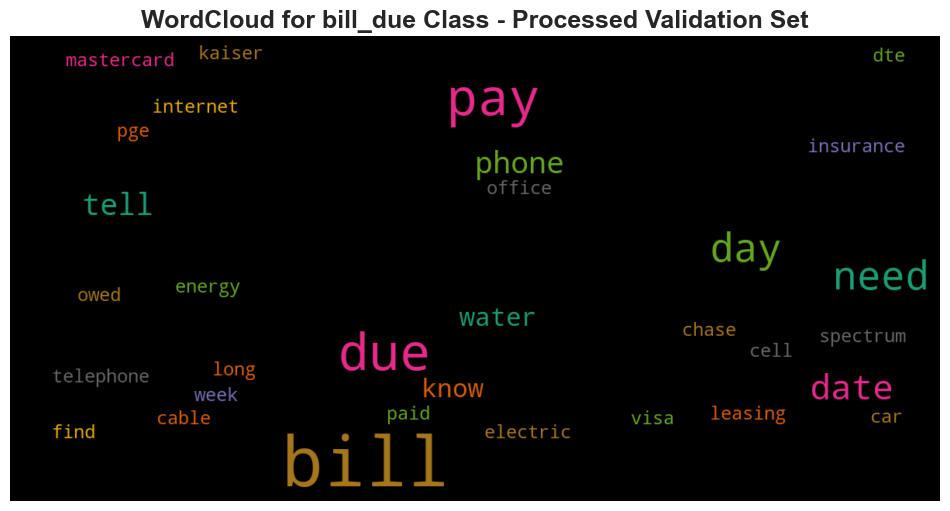 WordCloud for bill_due Class - Processed Validation Set
mastercard
kaiser
dte
internet
pay
pge
insurance
phone
office
tell
day
need
energy
owed
water
chase
spectrum
due
cell
long
telephone
know
date
week
cable
paid
visa
leasing
car
find
electric
bill